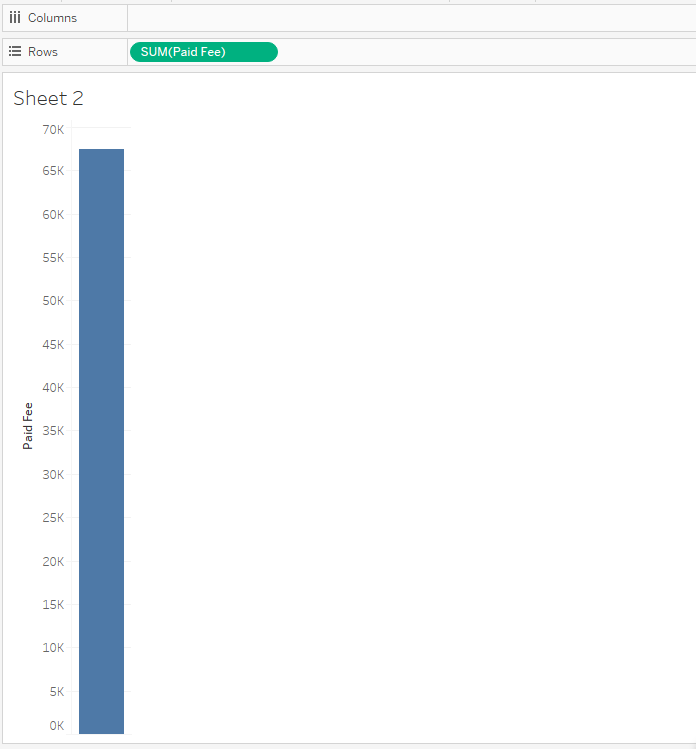 Columns
Rows
SUM(Paid Fee)
Sheet 2
70K
65K
60K
55K
50K
45K
40K
Paid Fee
35K
30K
25K
20K
15K
10K
5K
0K